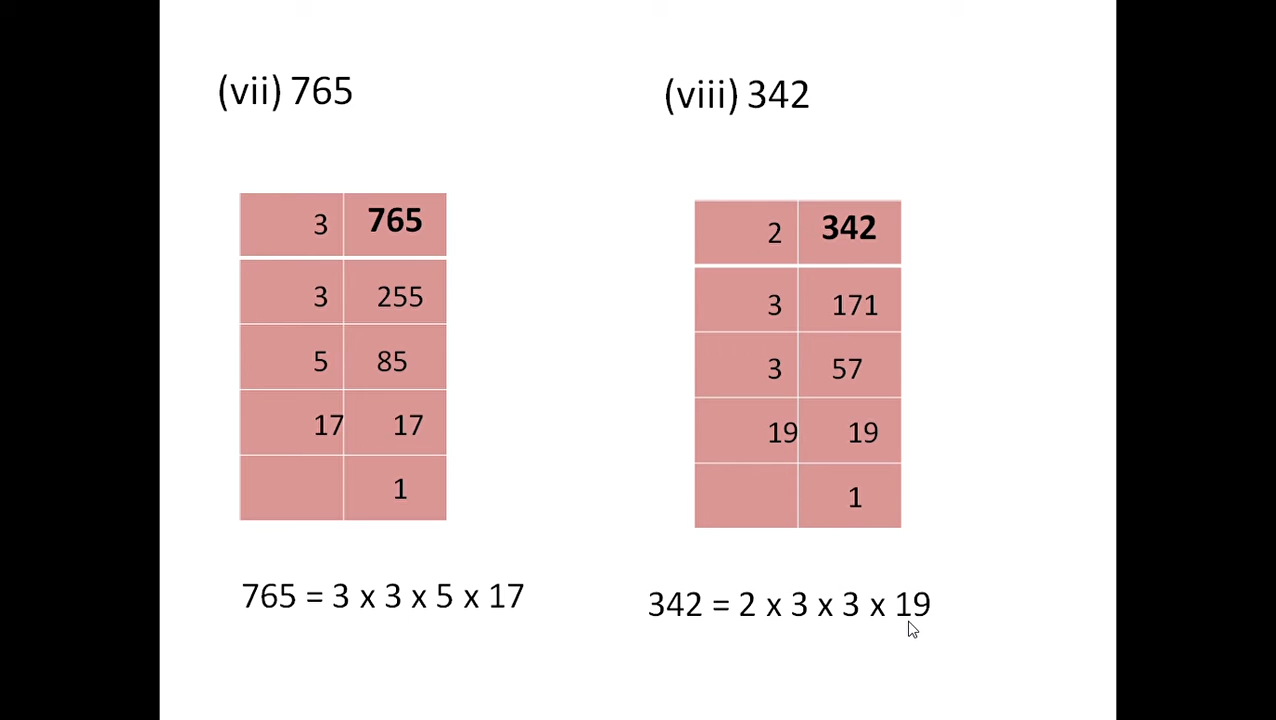 (vii) 765
3 765
3 255
5 85
17 17
1
765 = 3 x 3 x 5 x 17
(viii) 342
2 342
3 171
3 57
19 19
1
342 = 2 x 3 x 3 x 19